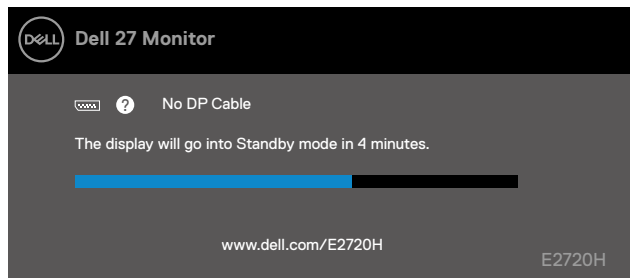 DELL Dell 27 Monitor
? No DP Cable
The display will go into Standby mode in 4 minutes.
www.dell.com/E2720H
E2720H